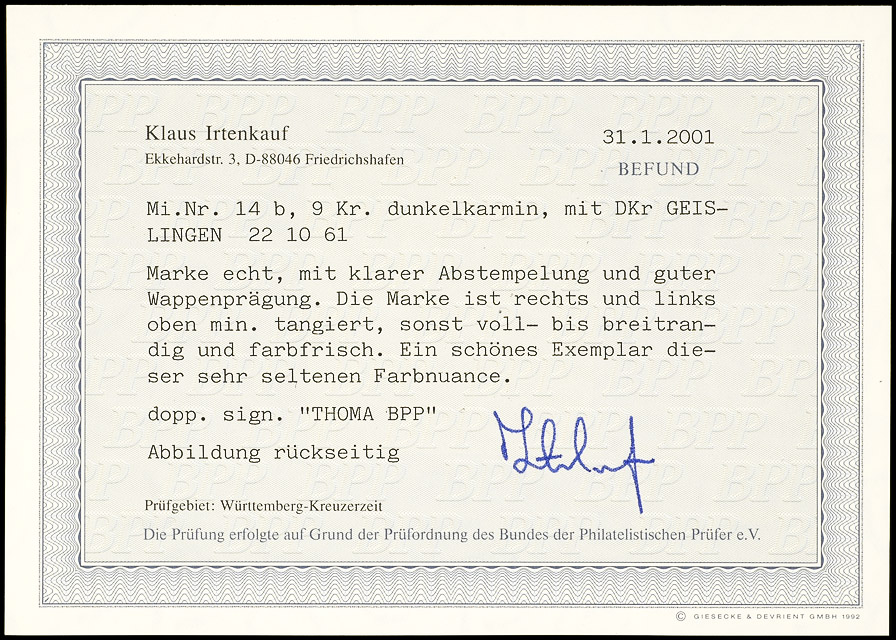 Klaus Irtenkauf
Ekkehardstr. 3, D-88046 Friedrichshafen
31.1.2001
BEFUND
Mi.Nr. 14 b, 9 Kr. dunkelkarmin, mit DKr GEIS-
LINGEN 22 10 61
Marke echt, mit klarer Abstempelung und guter
Wappenprägung. Die Marke ist rechts und links
oben min. tangiert, sonst voll- bis breitran-
dig und farbfrisch. Ein schönes Exemplar die-
ser sehr seltenen Farbnuance.
dopp. sign. "THOMA BPP"
Abbildung rückseitig
Prüfgebiet: Württemberg-Kreuzerzeit
Die Prüfung erfolgte auf Grund der Prüfordnung des Bundes der Philatelistischen Prüfer e.V.
© GIESECKE & DEVRIENT GMBH 1992